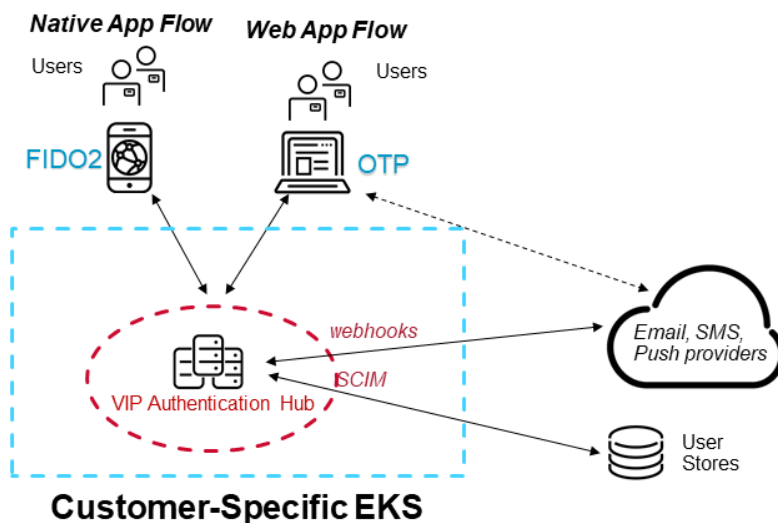 Native App Flow
Web App Flow
Users
Users
FIDO2
OTP
webhooks
Email, SMS,
Push providers
SCIM
VIP Authentication Hub
User
Stores
Customer-Specific EKS